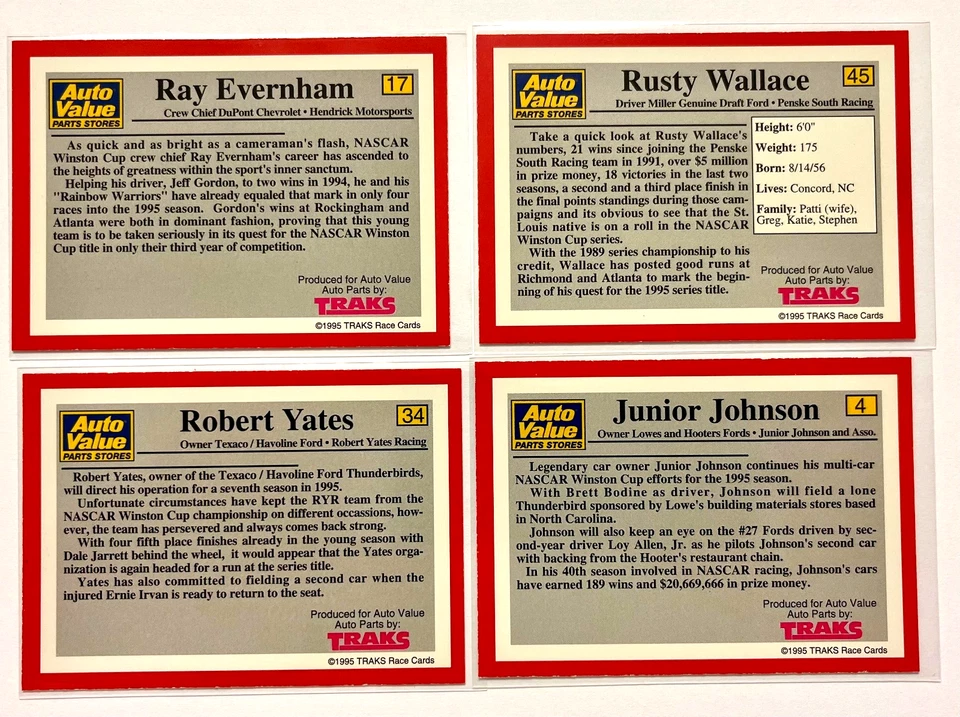 Auto
Value
PARTS STORES
Ray Evernham
17
Crew Chief DuPont Chevrolet • Hendrick Motorsports
As quick and as bright as a cameraman's flash, NASCAR
Winston Cup crew chief Ray Evernham's career has ascended to
the heights of greatness within the sport's inner sanctum.
Helping his driver, Jeff Gordon, to two wins in 1994, he and his
"Rainbow Warriors" have already equaled that mark in only four
races into the 1995 season. Gordon's wins at Rockingham and
Atlanta were both in dominant fashion, proving that this young
team is to be taken seriously in its quest for the NASCAR Winston
Cup title in only their third year of competition.
Produced for Auto Value
Auto Parts by:
TRAKS
©1995 TRAKS Race Cards
Auto
Value
PARTS STORES
Rusty Wallace
45
Driver Miller Genuine Draft Ford • Penske South Racing
Take a quick look at Rusty Wallace's
numbers, 21 wins since joining the Penske
South Racing team in 1991, over $5 million
in prize money, 18 victories in the last two
seasons, a second and a third place finish in
the final points standings during those cam-
paigns and its obvious to see that the St.
Louis native is on a roll in the NASCAR
Winston Cup series.
With the 1989 series championship to his
credit, Wallace has posted good runs at
Richmond and Atlanta to mark the begin-
ning of his quest for the 1995 series title.
Height: 6'0"
Weight: 175
Born: 8/14/56
Lives: Concord, NC
Family: Patti (wife),
Greg, Katie, Stephen
Produced for Auto Value
Auto Parts by:
TRAKS
©1995 TRAKS Race Cards
Auto
Value
PARTS STORES
Robert Yates
34
Owner Texaco / Havoline Ford • Robert Yates Racing
Robert Yates, owner of the Texaco / Havoline Ford Thunderbirds,
will direct his operation for a seventh season in 1995.
Unfortunate circumstances have kept the RYR team from the
NASCAR Winston Cup championship on different occassions, how-
ever, the team has persevered and always comes back strong.
With four fifth place finishes already in the young season with
Dale Jarrett behind the wheel, it would appear that the Yates orga-
nization is again headed for a run at the series title.
Yates has also committed to fielding a second car when the
injured Ernie Irvan is ready to return to the seat.
Produced for Auto Value
Auto Parts by:
TRAKS
©1995 TRAKS Race Cards
Auto
Value
PARTS STORES
Junior Johnson
4
Owner Lowes and Hooters Fords • Junior Johnson and Asso.
Legendary car owner Junior Johnson continues his multi-car
NASCAR Winston Cup efforts for the 1995 season.
With Brett Bodine as driver, Johnson will field a lone
Thunderbird sponsored by Lowe's building materials stores based
in North Carolina.
Johnson will also keep an eye on the #27 Fords driven by sec-
ond-year driver Loy Allen, Jr. as he pilots Johnson's second car
with backing from the Hooter's restaurant chain.
In his 40th season involved in NASCAR racing, Johnson's cars
have earned 189 wins and $20,669,666 in prize money.
Produced for Auto Value
Auto Parts by:
TRAKS
©1995 TRAKS Race Cards